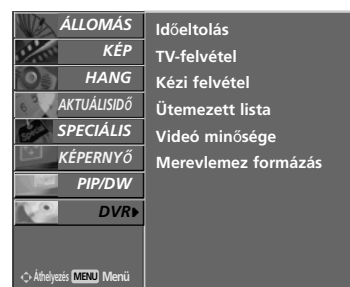 ÁLLOMÁS
KÉP
HANG
AKTUÁLISIDŐ
SPECIÁLIS
KÉPERNYŐ
PIP/DW
DVR
Áthelyezés MENU Menü
Időeltolás
TV-felvétel
Kézi felvétel
Ütemezett lista
Videó minősége
Merevlemez formázás